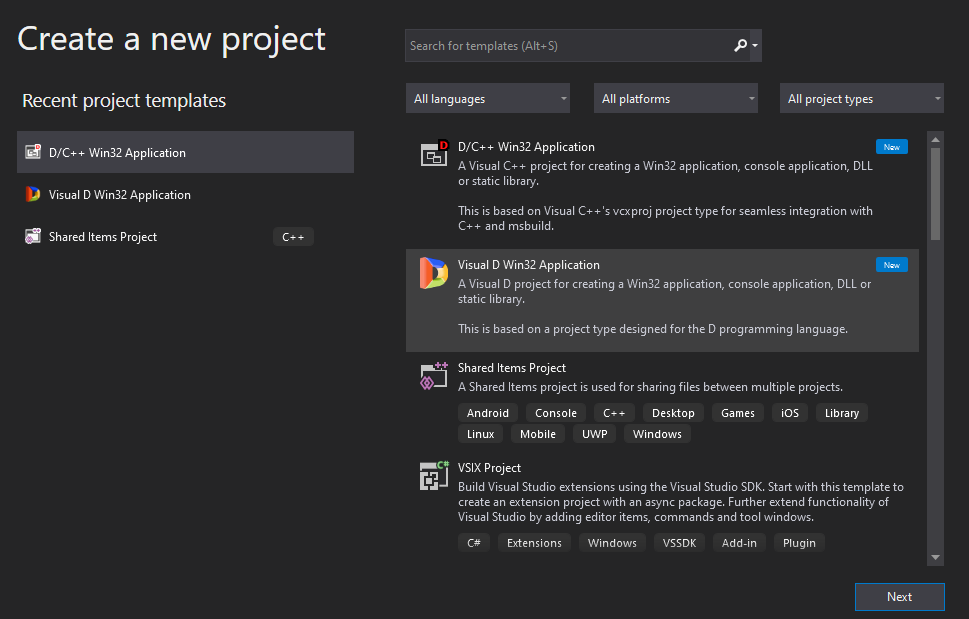 Create a new project
Search for templates (Alt+S)
Recent project templates
All languages
All platforms
All project types
D/C++ Win32 Application
Visual D Win32 Application
Shared Items Project
C++
D/C++ Win32 Application
New
A Visual C++ project for creating a Win32 application, console application, DLL
or static library.
This is based on Visual C++'s vcxproj project type for seamless integration with
C++ and msbuild.
Visual D Win32 Application
New
A Visual D project for creating a Win32 application, console application, DLL or
static library.
This is based on a project type designed for the D programming language.
Shared Items Project
A Shared Items project is used for sharing files between multiple projects.
Android Console C++ Desktop Games iOS Library
Linux Mobile UWP Windows
VSIX Project
Build Visual Studio extensions using the Visual Studio SDK. Start with this template to
create an extension project with an async package. Further extend functionality of
Visual Studio by adding editor items, commands and tool windows.
C# Extensions Windows VSSDK Add-in Plugin
Next